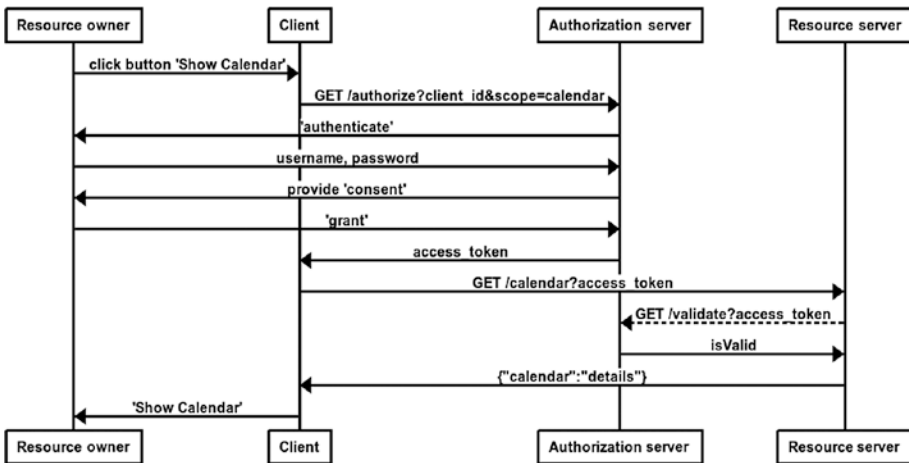 Resource owner
Client
Authorization server
Resource server
click button 'Show Calendar'
GET /authorize?client_id&scope=calendar
'authenticate'
username, password
provide 'consent'
'grant'
access_token
GET /calendar?access_token
GET /validate?access_token
isValid
{"calendar":"details"}
'Show Calendar'
Resource owner
Client
Authorization server
Resource server